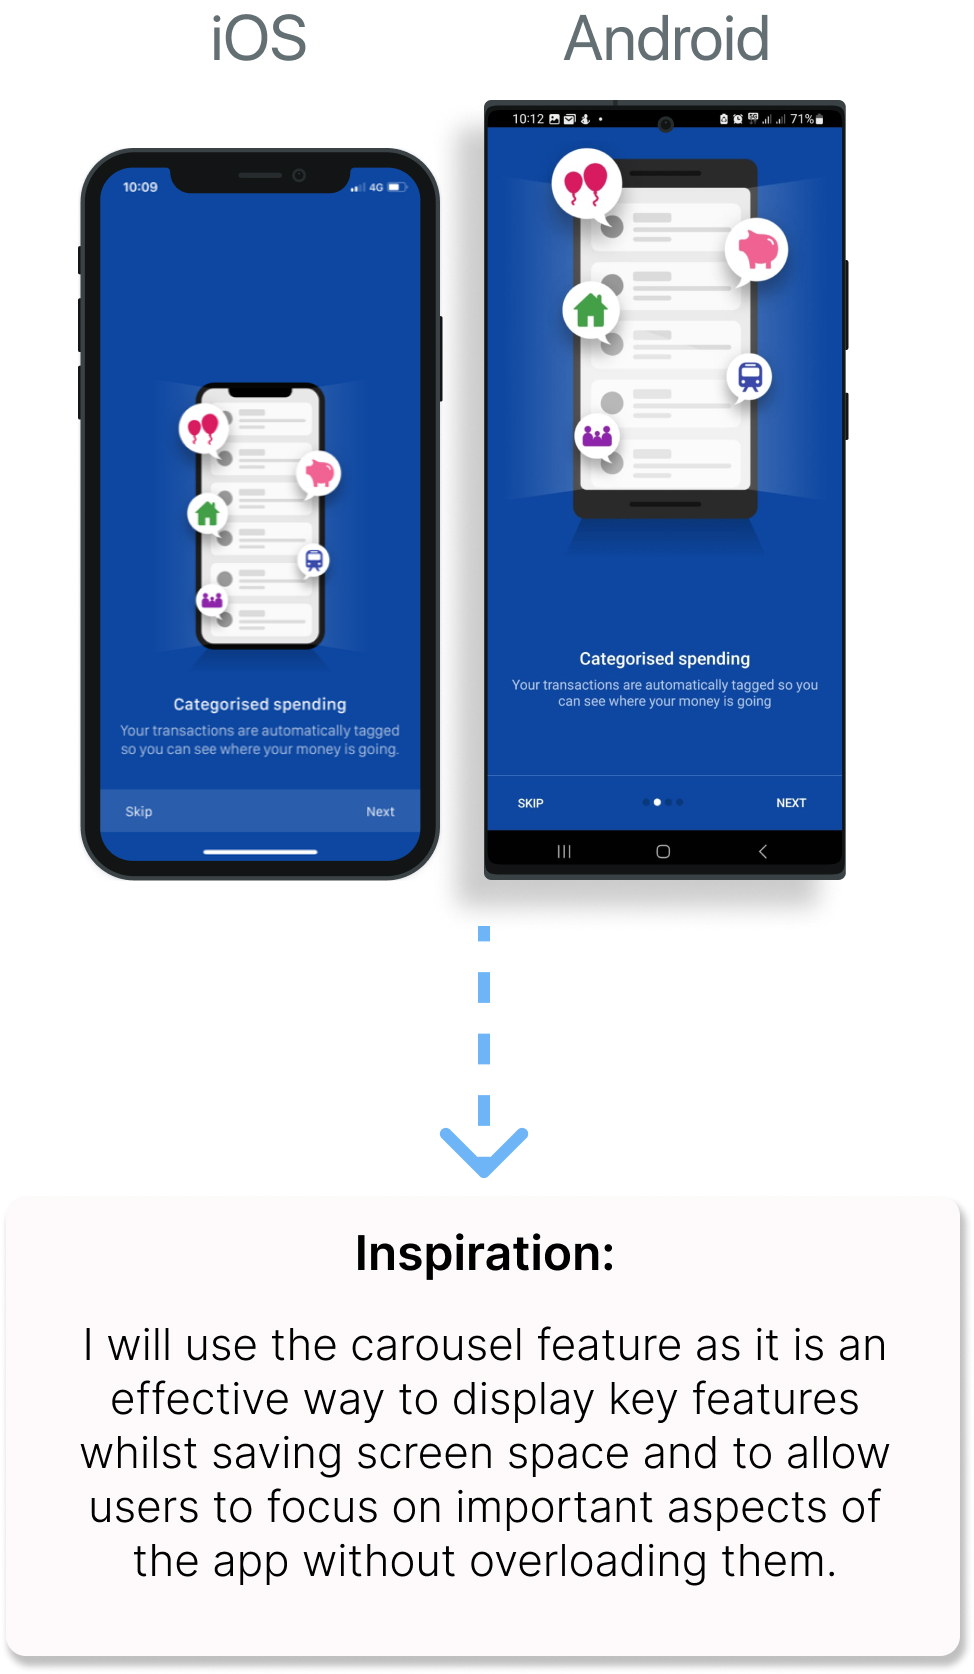 iOS
Android
10:09
4G
Categorised spending
Your transactions are automatically tagged
so you can see where your money is going.
Skip
Next
10:12
5G
71%
Categorised spending
Your transactions are automatically tagged so you
can see where your money is going
SKIP
NEXT
Inspiration:
I will use the carousel feature as it is an
effective way to display key features
whilst saving screen space and to allow
users to focus on important aspects of
the app without overloading them.